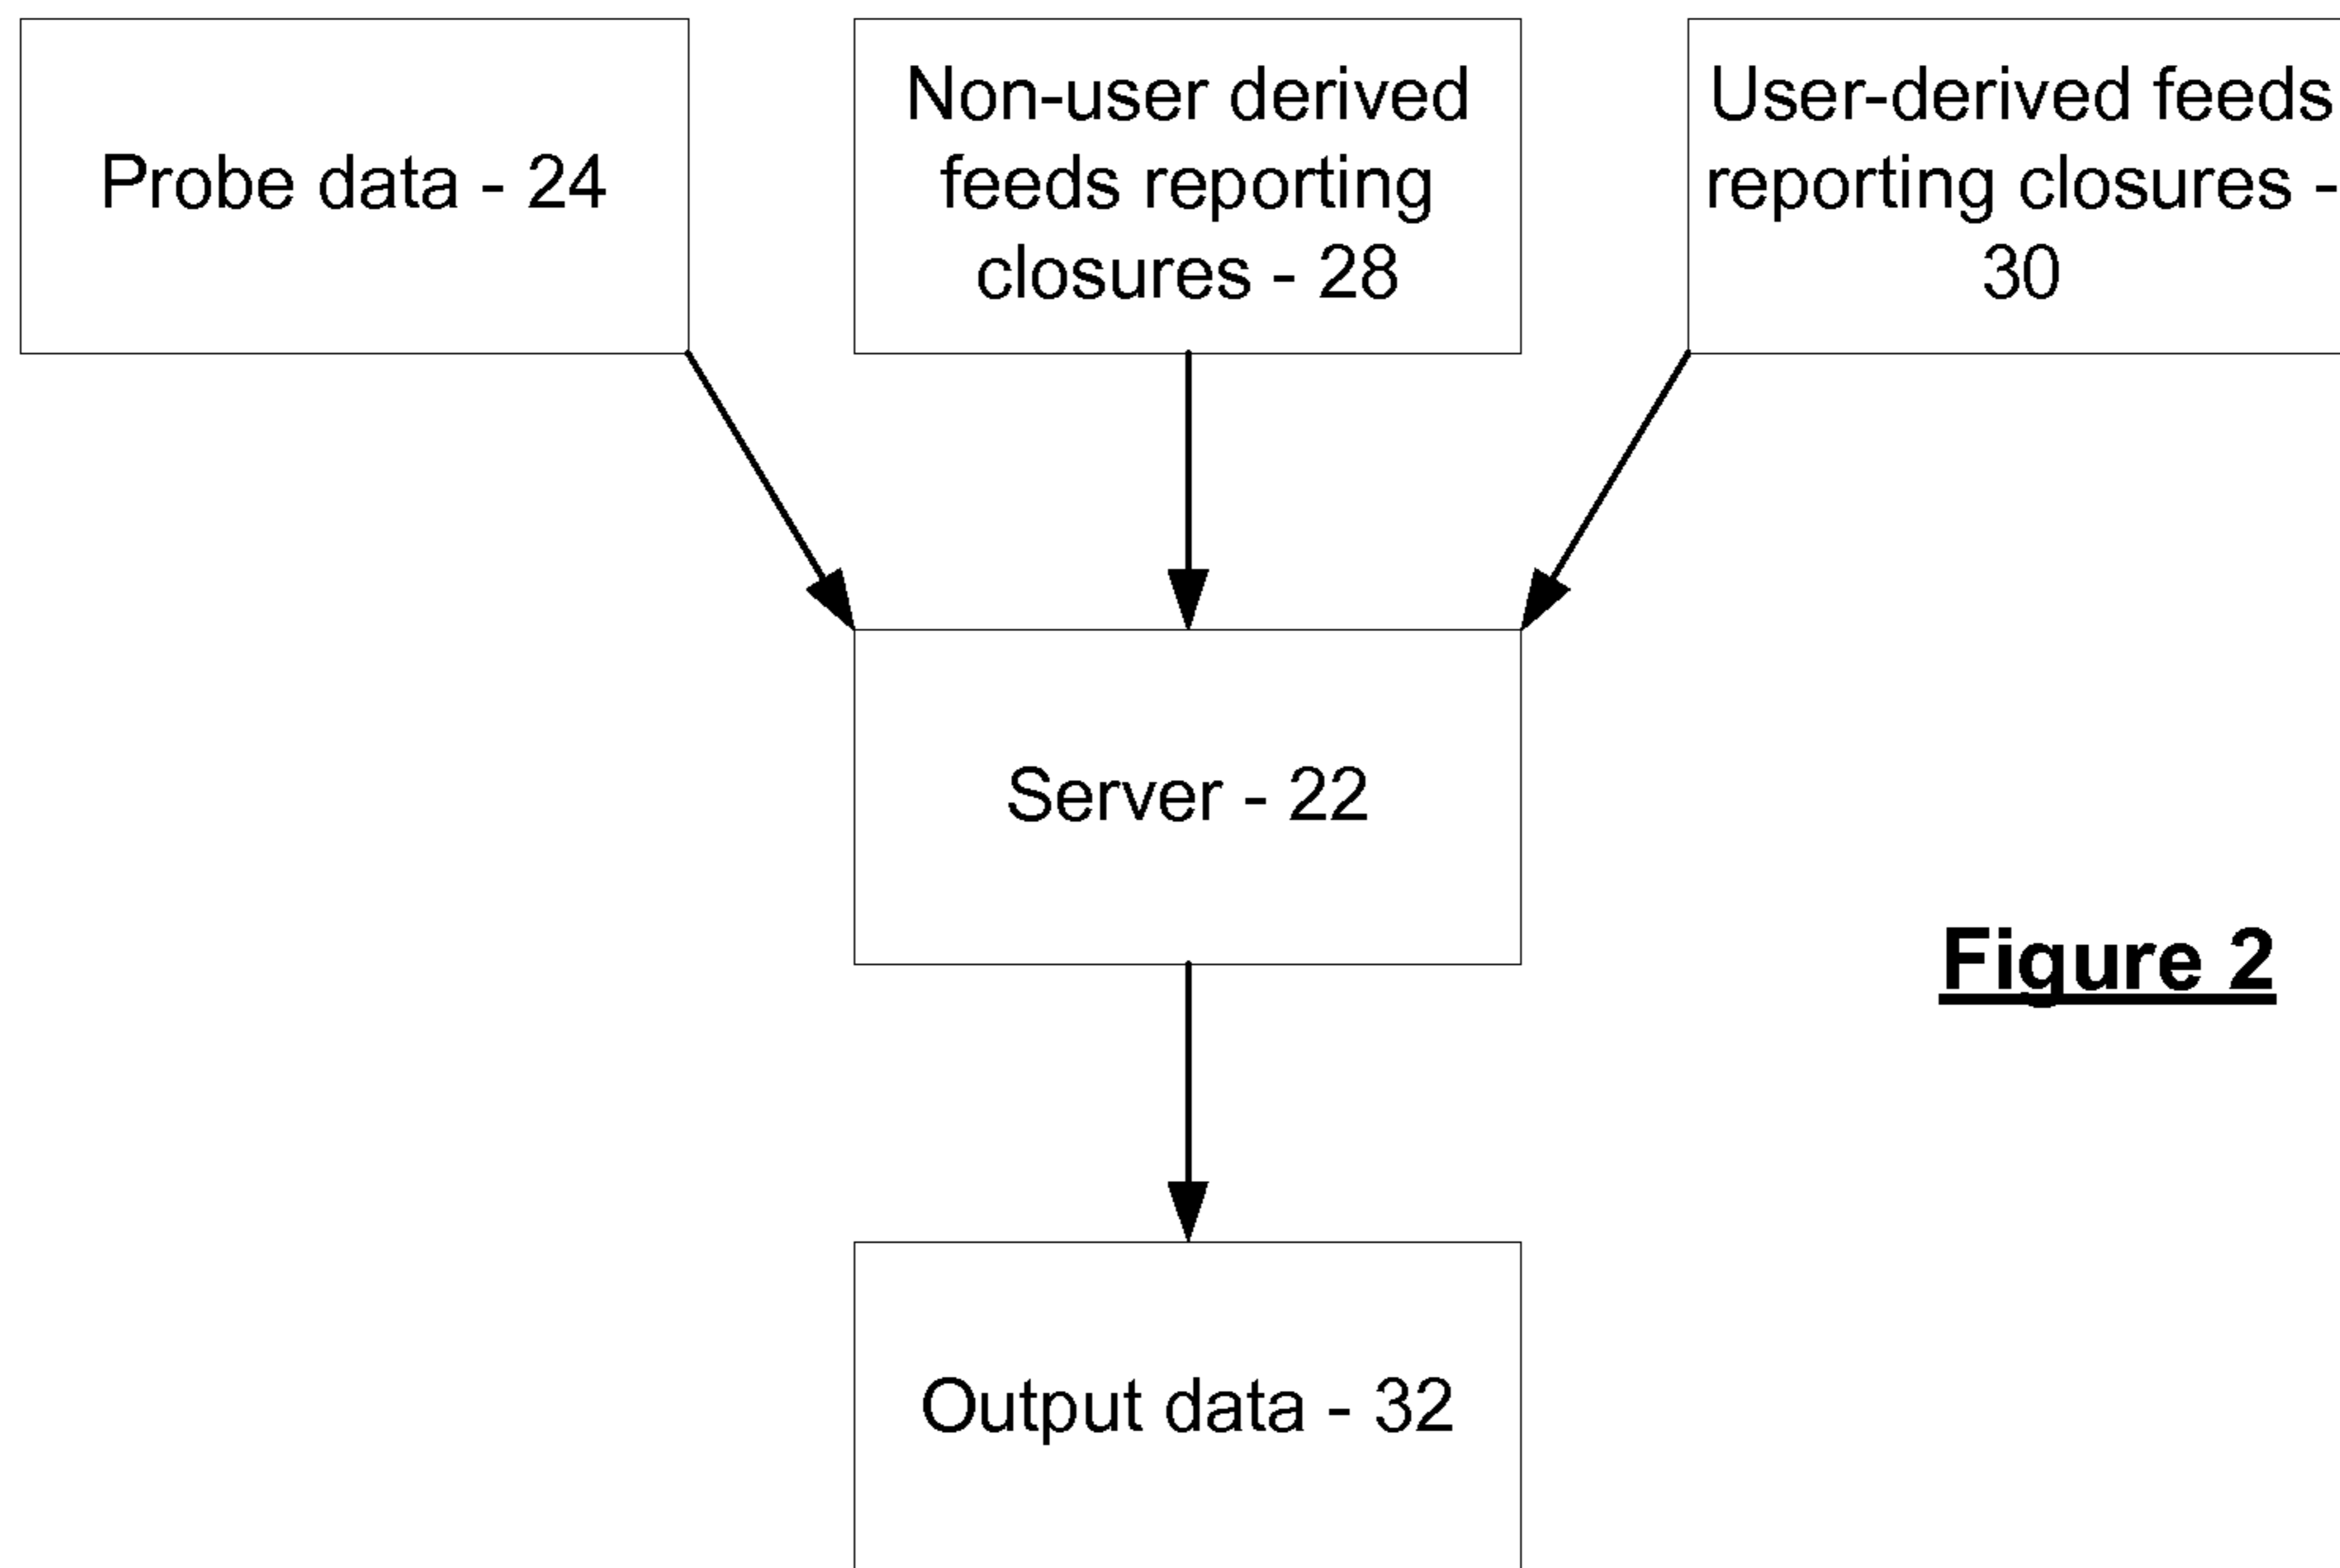 Probe data - 24
Non-user derived
feeds reporting
closures - 28
User-derived feeds
reporting closures -
30
Server - 22
Figure 2
Output data - 32